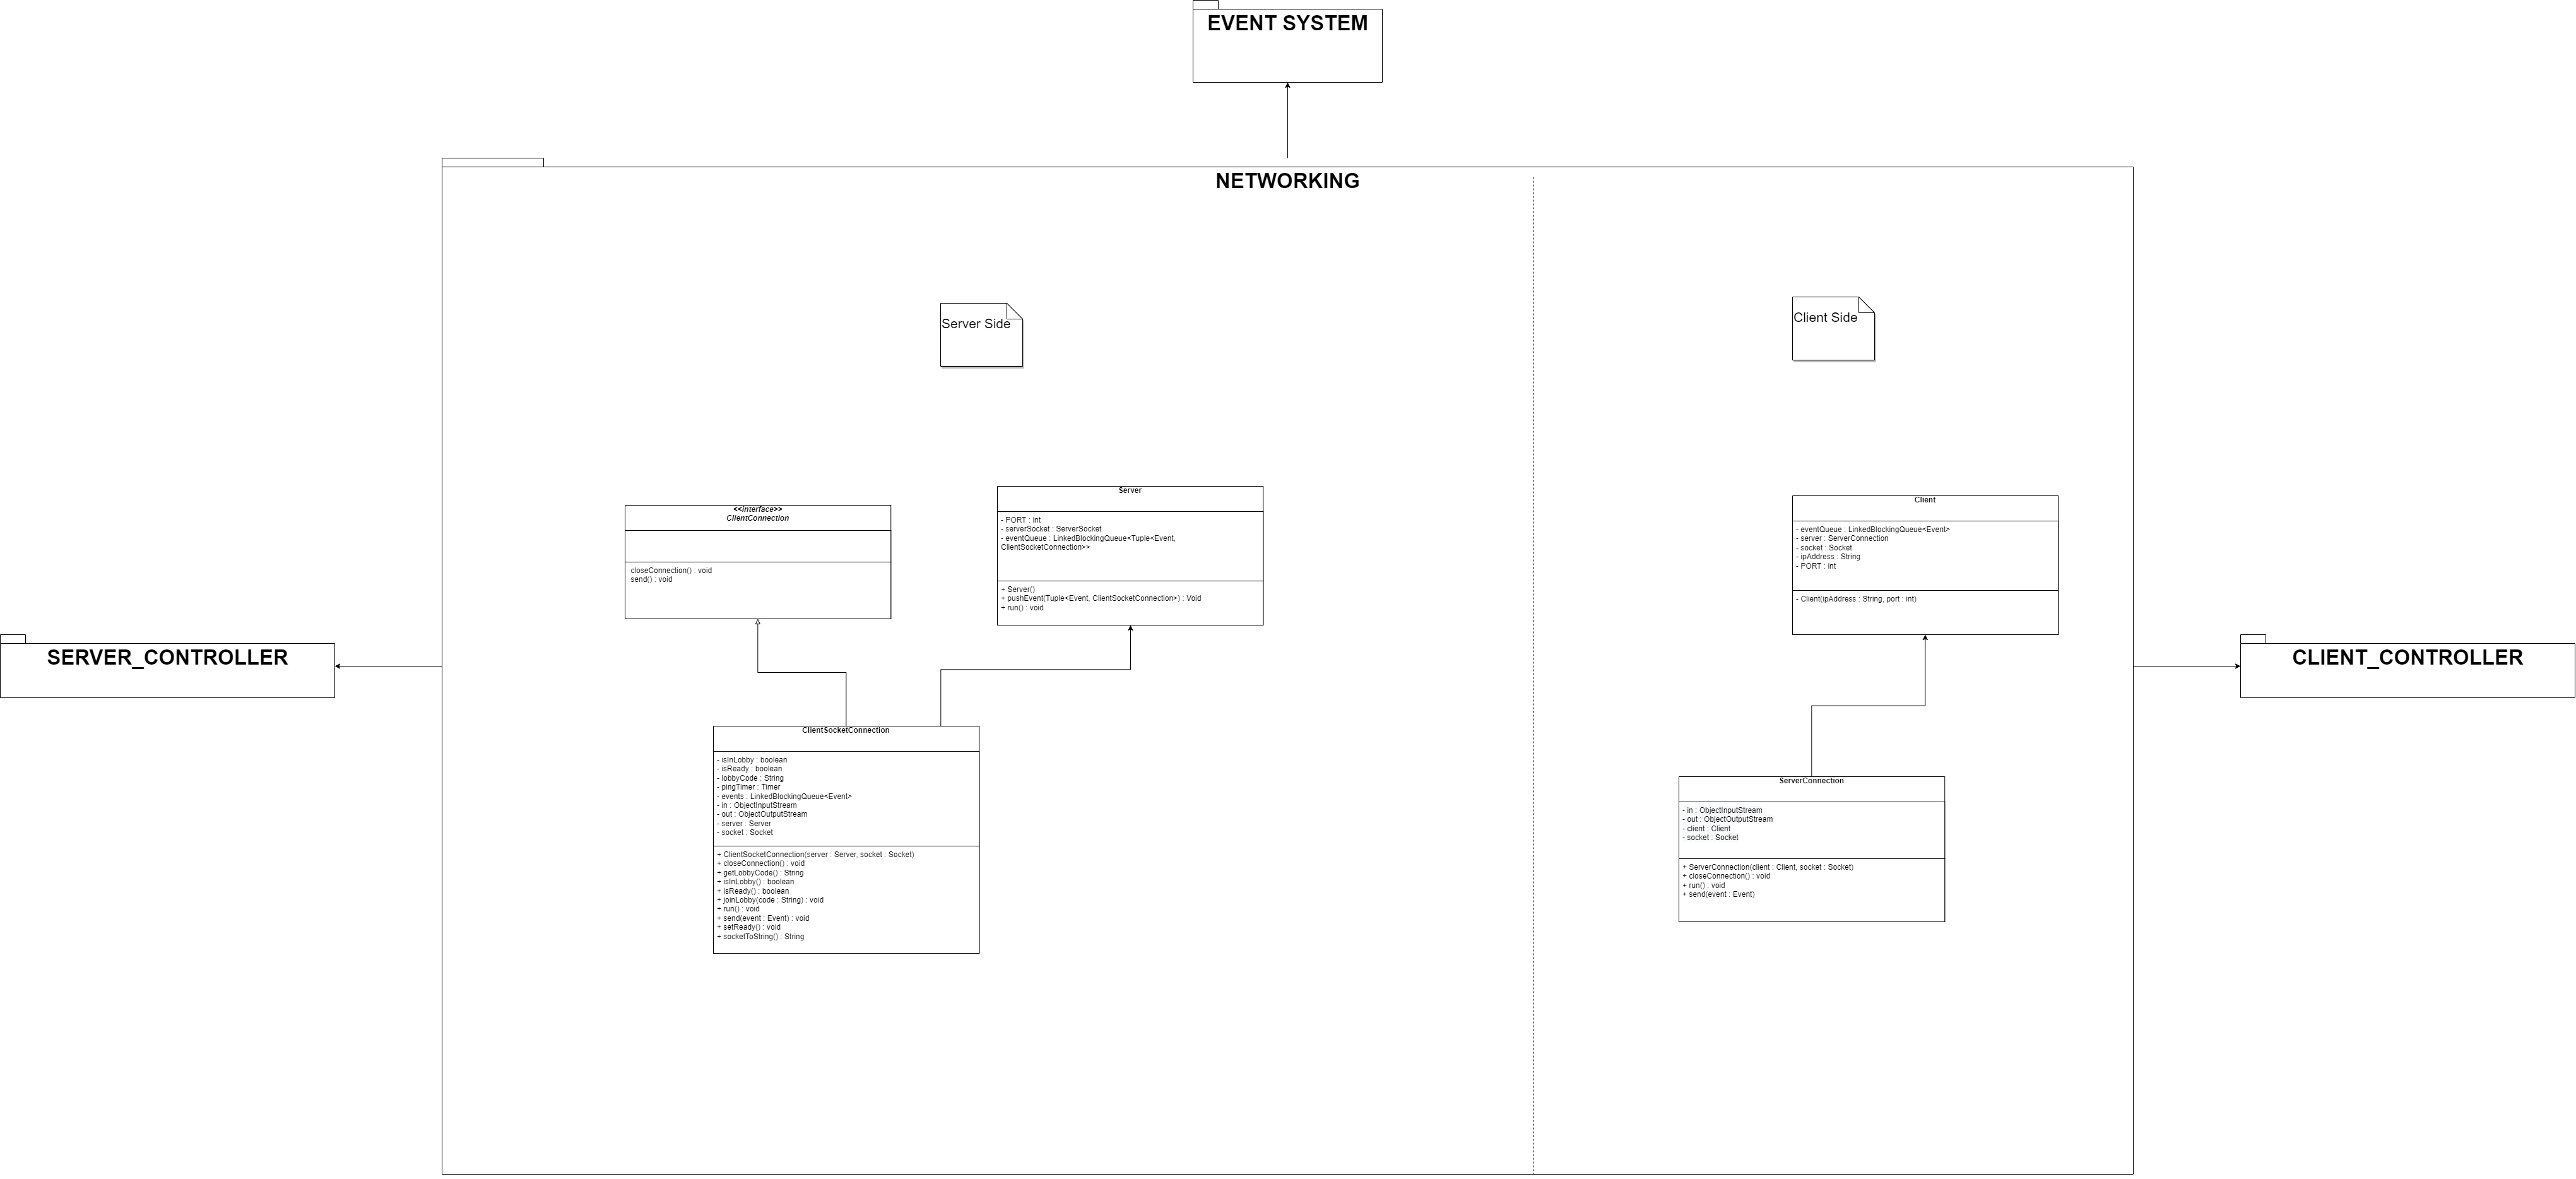 EVENT SYSTEM
NETWORKING
Server Side
Client Side
<<interface>>
ClientConnection
closeConnection() : void
send() : void
Server
- PORT : int
- serverSocket : ServerSocket
- eventQueue : LinkedBlockingQueue<Tuple<Event,
ClientSocketConnection>>
+ Server()
+ pushEvent(Tuple<Event, ClientSocketConnection>) : Void
+ run() : void
Client
- eventQueue : LinkedBlockingQueue<Event>
- server : ServerConnection
- socket : Socket
- ipAddress : String
- PORT : int
- Client(ipAddress : String, port : int)
SERVER_CONTROLLER
CLIENT_CONTROLLER
ClientSocketConnection
- isInLobby : boolean
- isReady : boolean
- lobbyCode : String
- pingTimer : Timer
- events : LinkedBlockingQueue<Event>
- in : ObjectInputStream
- out : ObjectOutputStream
- server : Server
- socket : Socket
+ ClientSocketConnection(server : Server, socket : Socket)
+ closeConnection() : void
+ getLobbyCode() : String
+ isInLobby() : boolean
+ isReady() : boolean
+ joinLobby(code : String) : void
+ run() : void
+ send(event : Event) : void
+ setReady() : void
+ socketToString() : String
ServerConnection
- in : ObjectInputStream
- out : ObjectOutputStream
- client : Client
- socket : Socket
+ ServerConnection(client : Client, socket : Socket)
+ closeConnection() : void
+ run() : void
+ send(event : Event)